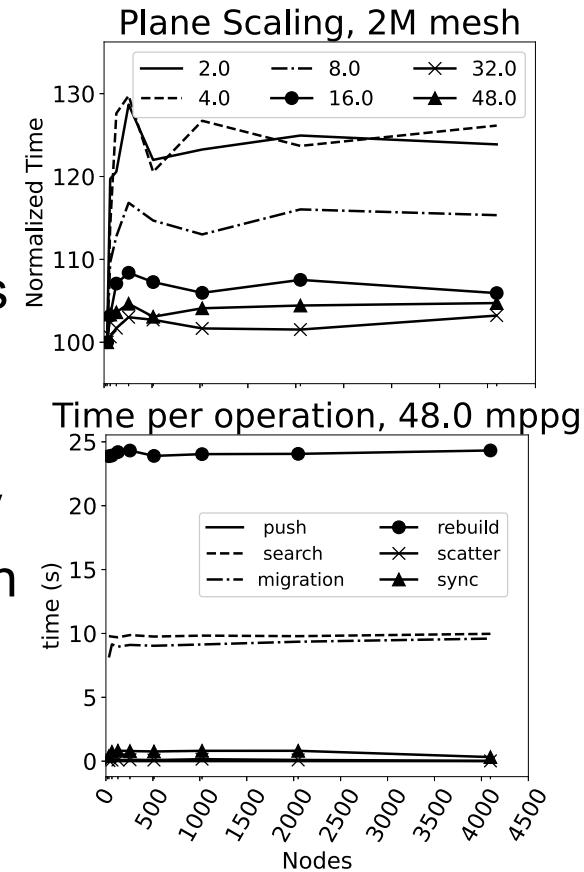 Plane Scaling, 2M mesh
2.0 8.0 32.0
4.0 16.0 48.0
130
120
110
100
Normalized Time
s
Time per operation, 48.0 mppg
25
20
15
10
5
0
time (s)
push rebuild
search scatter
migration sync
n
0 500 1000 1500 2000 2500 3000 3500 4000 4500
Nodes